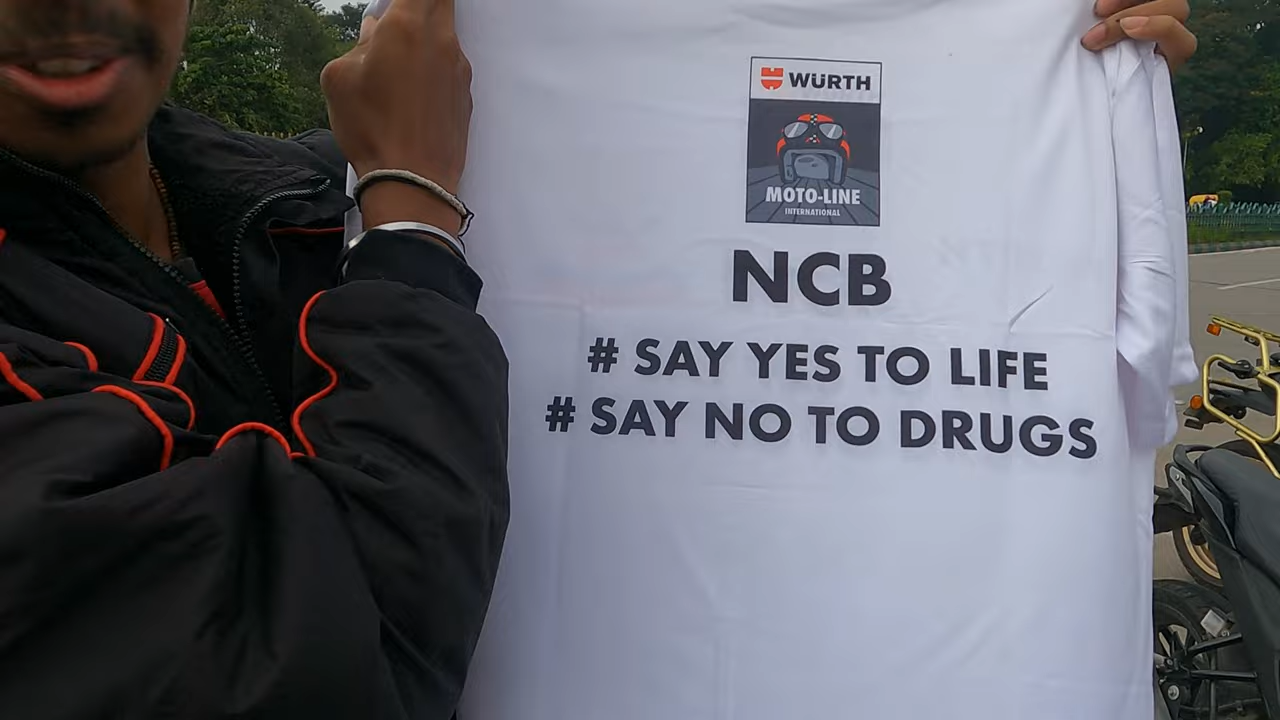 WÜRTH
MOTO-LINE
INTERNATIONAL
NCB
# SAY YES TO LIFE
# SAY NO TO DRUGS